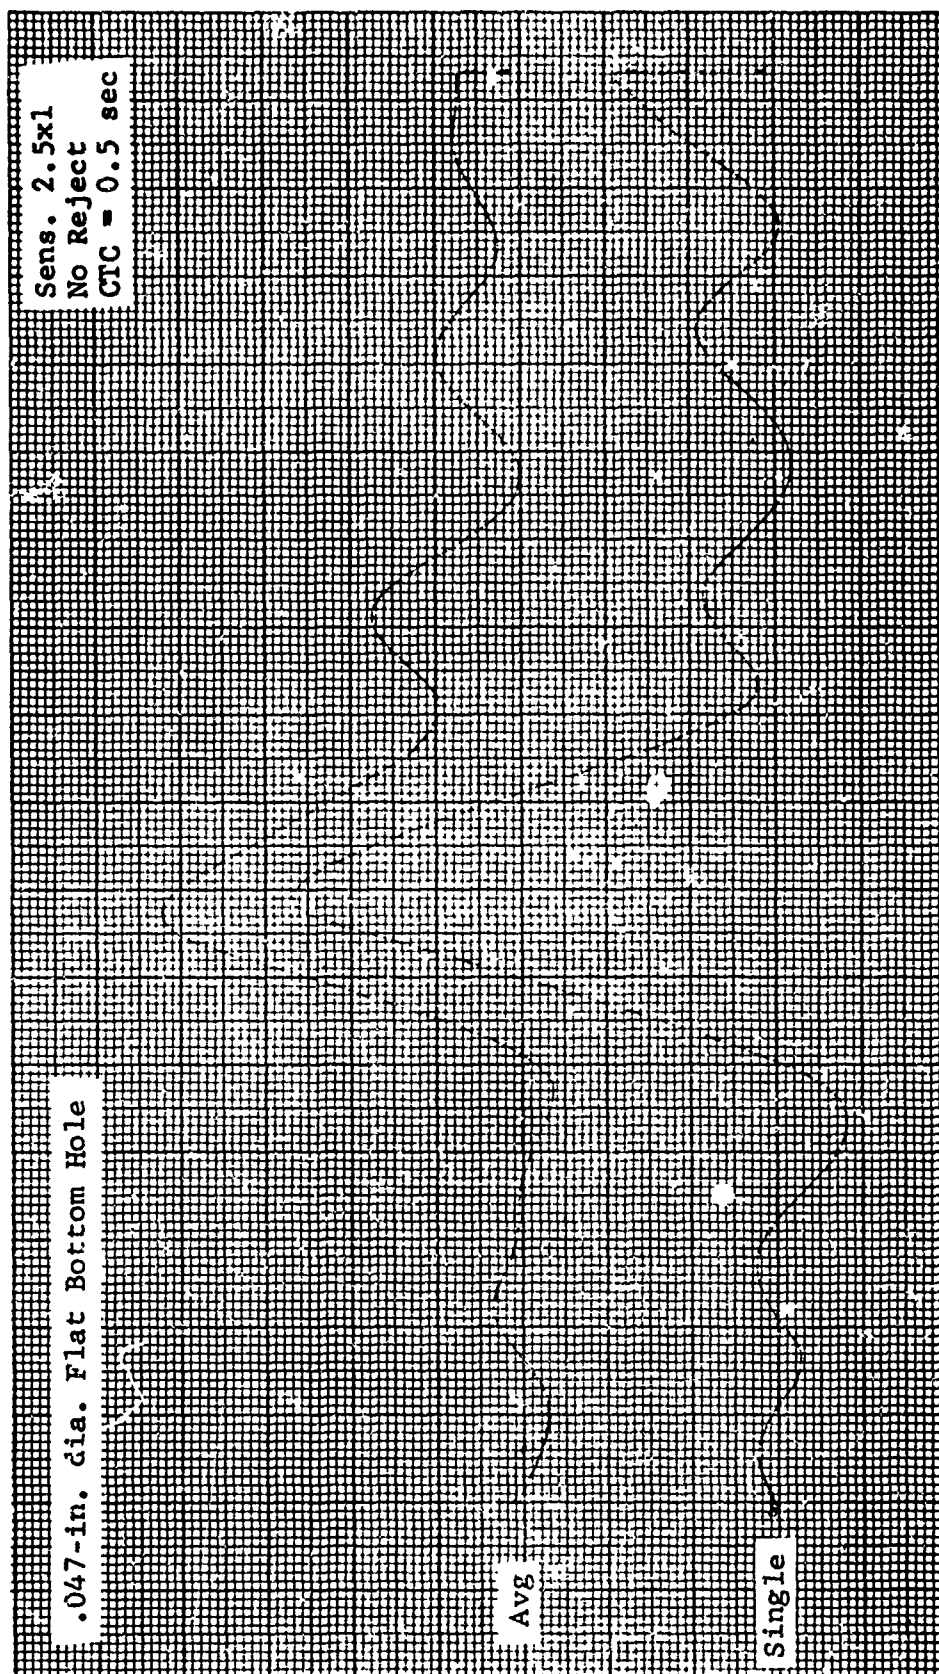 .047-in. dia. Flat Bottom Hole
Sens. 2.5x1
No Reject
CTC = 0.5 sec
Avg
Single